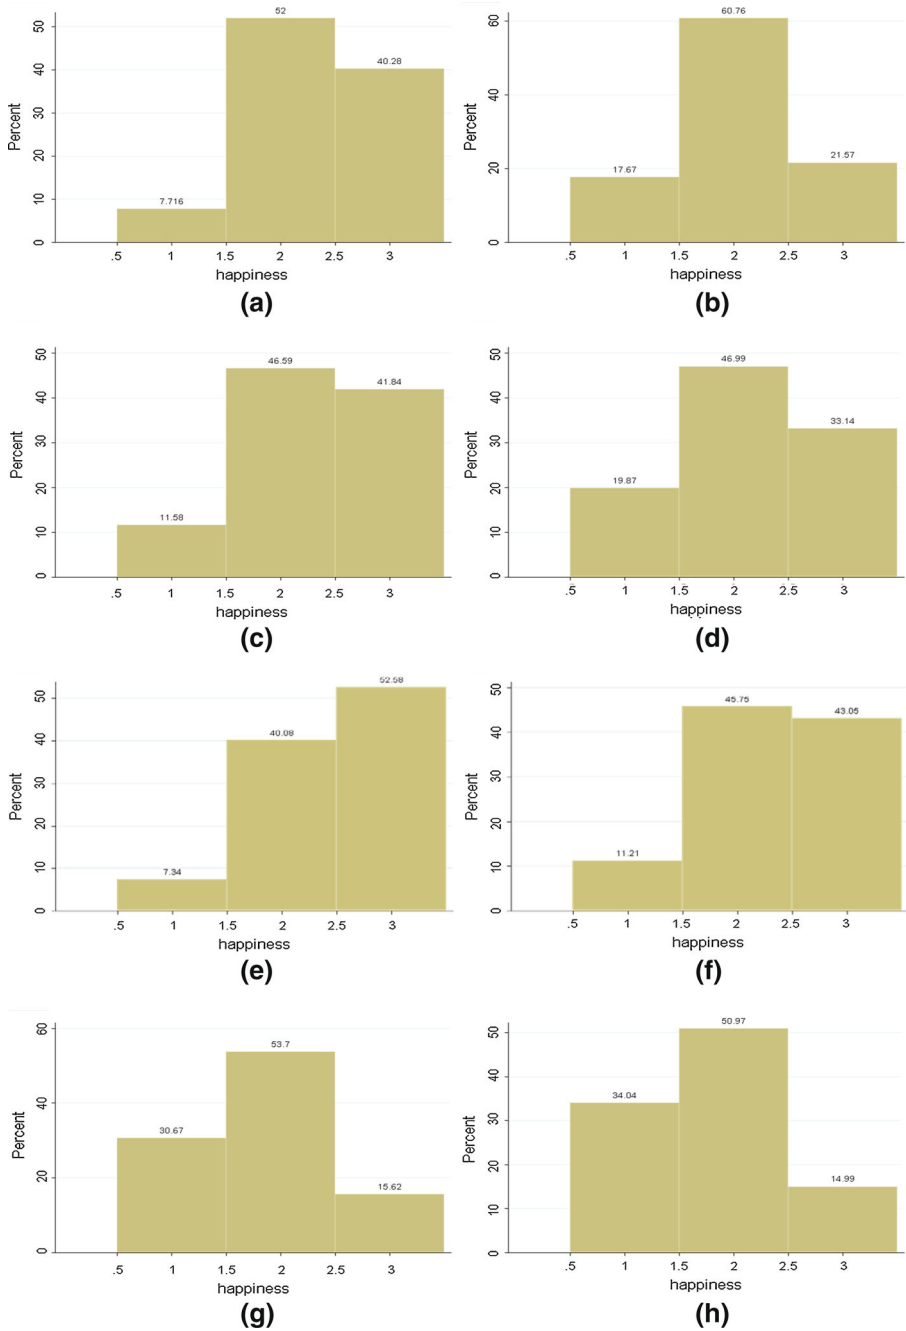 52
50
40.28
40
Percent
30
20
7.716
10
0
.5 1 1.5 2 2.5 3
happiness
(a)
60.76
60
40
Percent
21.57
17.67
20
0
.5 1 1.5 2 2.5 3
happiness
(b)
50
46.59
41.84
40
Percent
30
20
11.58
10
0
.5 1 1.5 2 2.5 3
happiness
(c)
50
46.99
40
33.14
Percent
30
19.87
20
10
0
.5 1 1.5 2 2.5 3
happiness
(d)
52.58
50
40.08
40
Percent
30
20
7.34
10
0
.5 1 1.5 2 2.5 3
happiness
(e)
50
45.75
43.05
40
Percent
30
20
11.21
10
0
.5 1 1.5 2 2.5 3
happiness
(f)
60
53.7
40
Percent
30.67
20
15.62
0
.5 1 1.5 2 2.5 3
happiness
(g)
50.97
50
40
34.04
Percent
30
20
14.99
10
0
.5 1 1.5 2 2.5 3
happiness
(h)